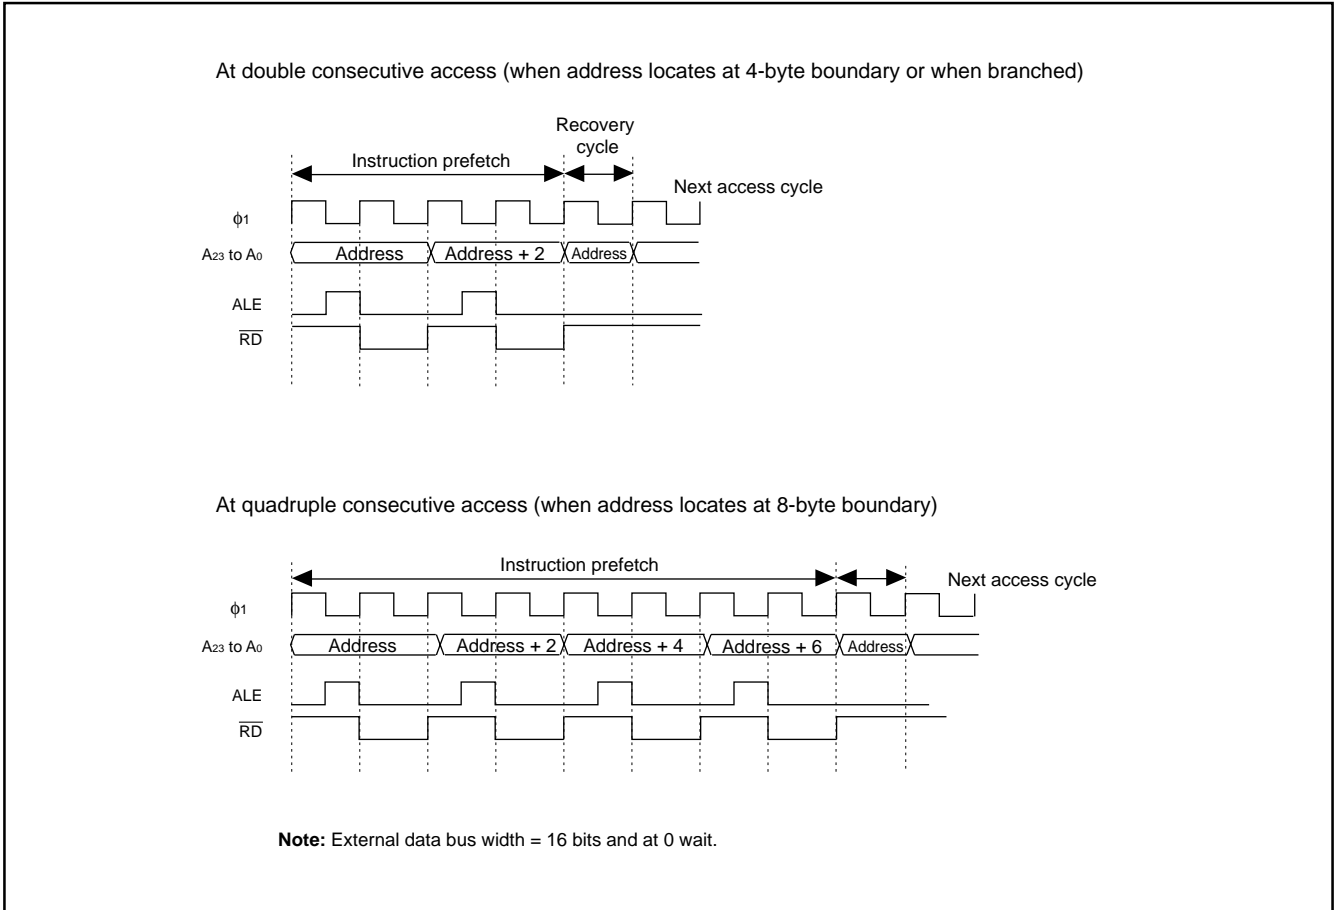 At double consecutive access (when address locates at 4-byte boundary or when branched)
Recovery
cycle
Instruction prefetch
Next access cycle
ϕ1
A23 to A0 Address Address + 2 Address
ALE
RD
At quadruple consecutive access (when address locates at 8-byte boundary)
Instruction prefetch
Next access cycle
ϕ1
A23 to A0 Address Address + 2 Address + 4 Address + 6 Address
ALE
RD
Note: External data bus width = 16 bits and at 0 wait.